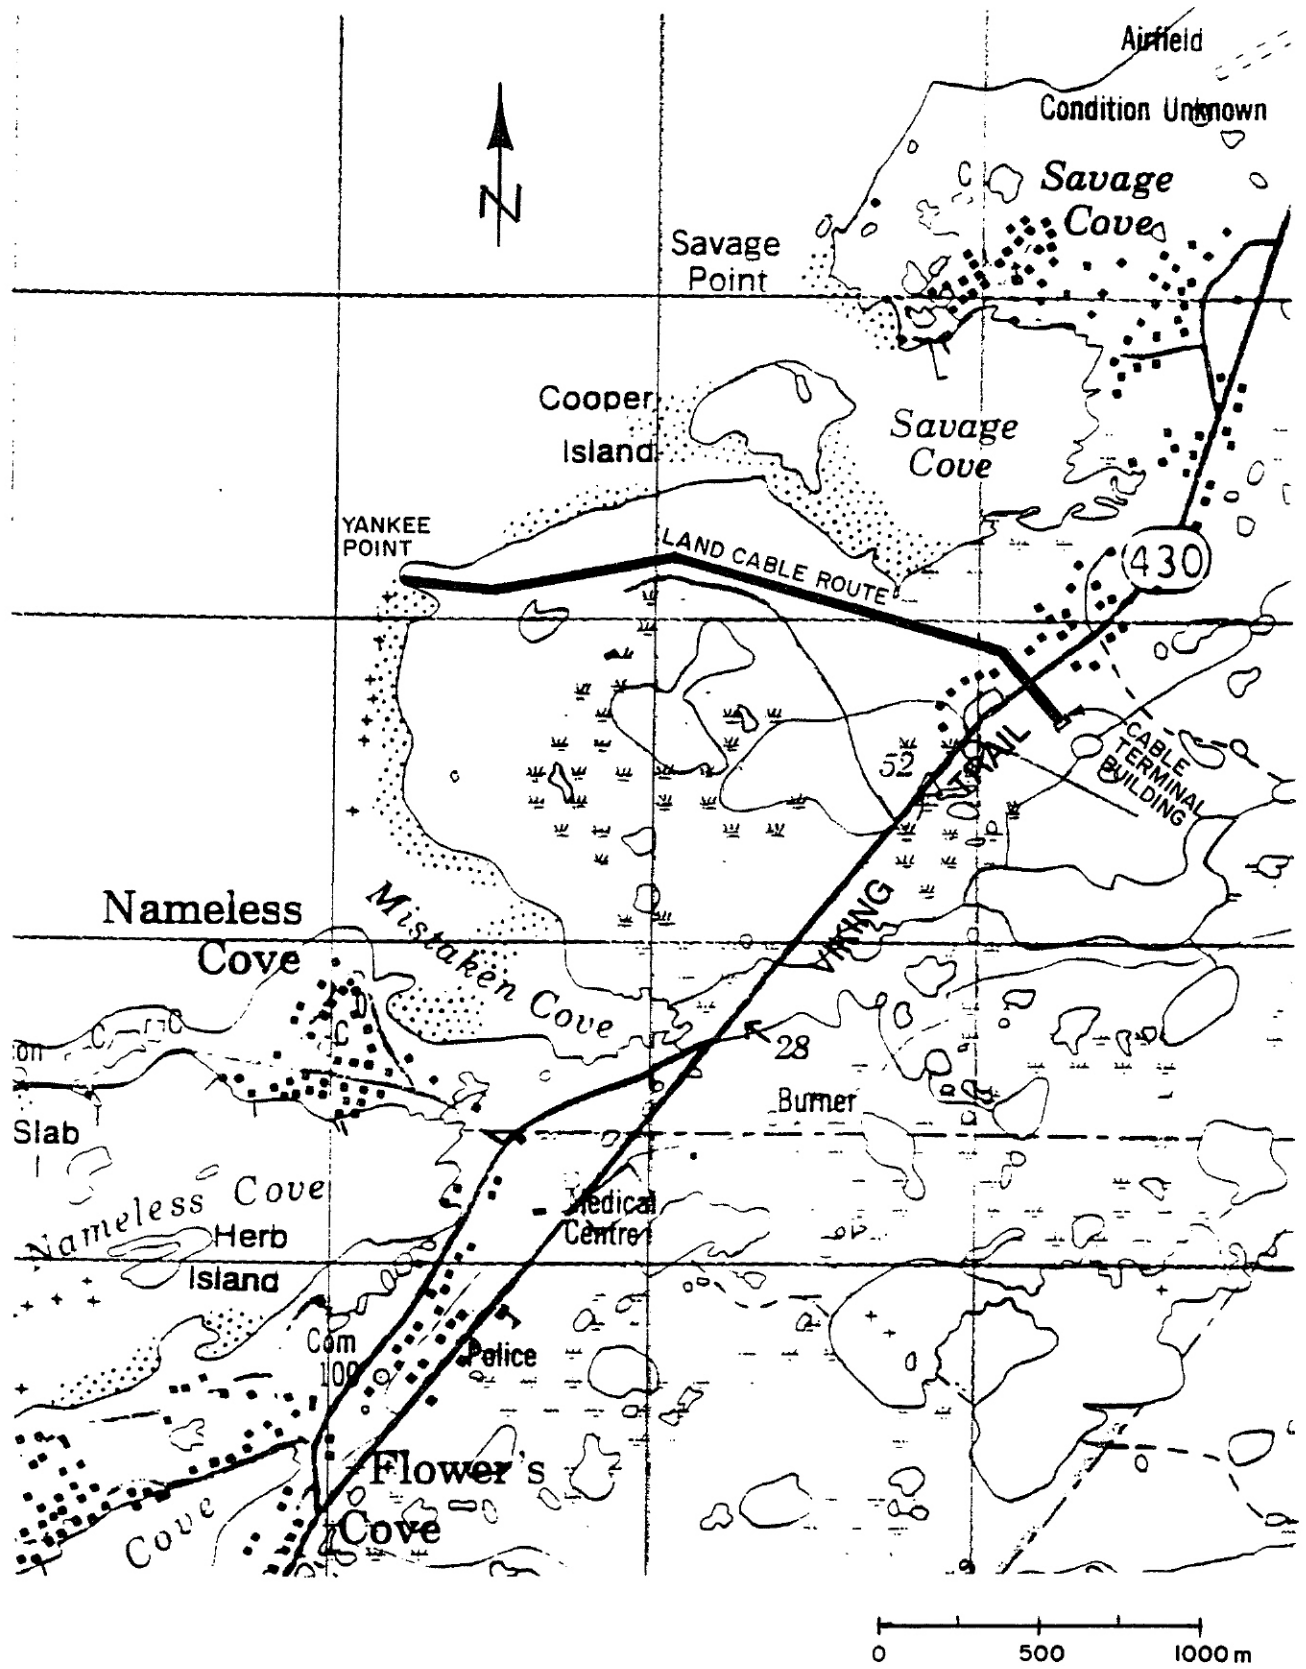 Airfield
Condition Unknown
N
C
Savage
Cove
Savage
Point
Cooper
Island
Savage
Cove
YANKEE
POINT
LAND CABLE ROUTE
430
52
TRAIL
CABLE
TERMINAL
BUILDING
VIKING
Nameless
Cove
Mistaken Cove
C
C
C
on
28
Burner
Slab
Nameless Cove
Medical
Centre
Herb
Island
Com
100
Police
Flower's
Cove
Cove
0 500 1000 m